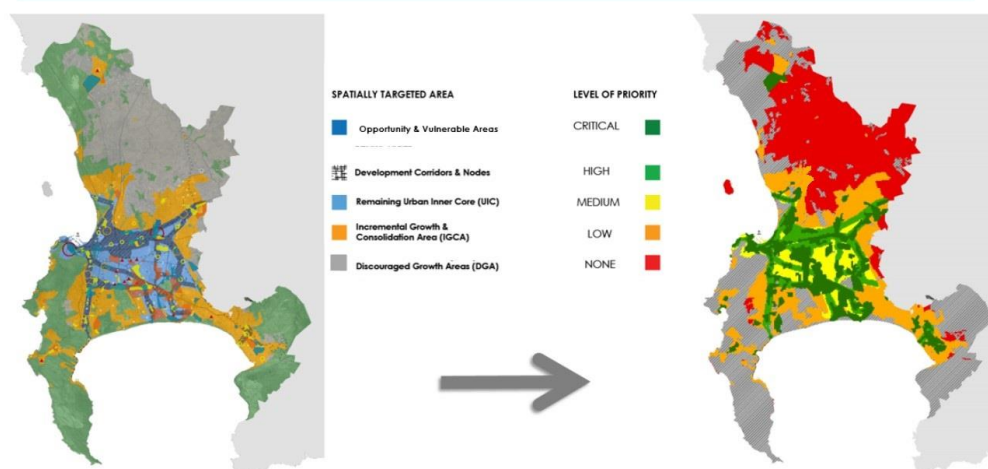 SPATIALLY TARGETED AREA LEVEL OF PRIORITY
Opportunity & Vulnerable Areas CRITICAL
Development Corridors & Nodes HIGH
Remaining Urban Inner Core (UIC) MEDIUM
Incremental Growth &
Consolidation Area (IGCA) LOW
Discouraged Growth Areas (DGA) NONE